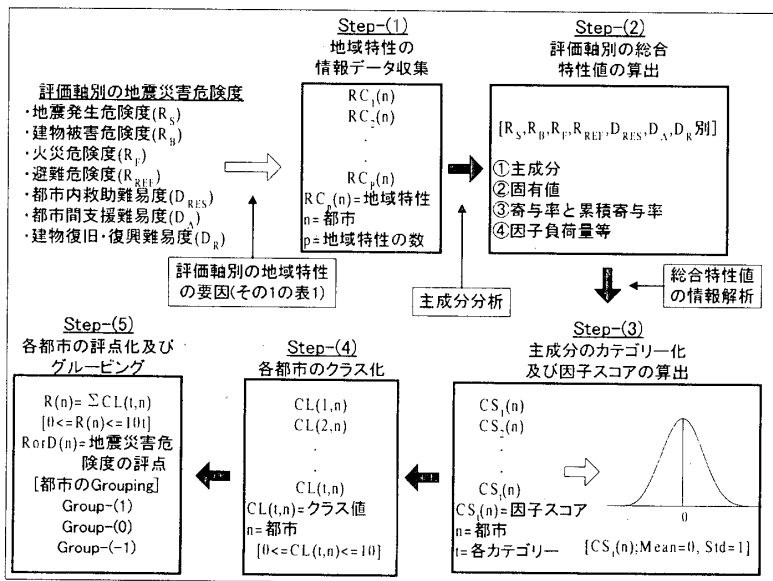 評価軸別の地震災害危険度
・地震発生危険度(R_S)
・建物被害危険度(R_B)
・火災危険度(R_F)
・避難危険度(R_REF)
・都市内救助難易度(D_RES)
・都市間支援難易度(D_A)
・建物復旧・復興難易度(D_R)
評価軸別の地域特性
の要因(その1の表1)
Step-(1)
地域特性の
情報データ収集
RC_1(n)
RC_2(n)
.
.
RC_p(n)
RC_p(n)=地域特性
n=都市
p=地域特性の数
主成分分析
Step-(2)
評価軸別の総合
特性値の算出
[R_S,R_B,R_F,R_REF,D_RES,D_A,D_R別]
①主成分
②固有値
③寄与率と累積寄与率
④因子負荷量等
総合特性値
の情報解析
Step-(3)
主成分のカテゴリー化
及び因子スコアの算出
CS_1(n)
CS_2(n)
.
.
CS_t(n)
CS_t(n)=因子スコア
n=都市
t=各カテゴリー
0
[CS_t(n);Mean=0, Std=1]
Step-(4)
各都市のクラス化
CL(1,n)
CL(2,n)
.
.
CL(t,n)
CL(t,n)=クラス値
n=都市
[0<=CL(t,n)<=10]
Step-(5)
各都市の評点化及び
グルーピング
R(n)= ΣCL(t,n)
[0<=R(n)<=10t]
RorD(n)=地震災害危
険度の評点
[都市のGrouping]
Group-(1)
Group-(0)
Group-(-1)